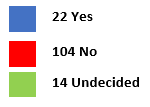 22 Yes
104 No
14 Undecided